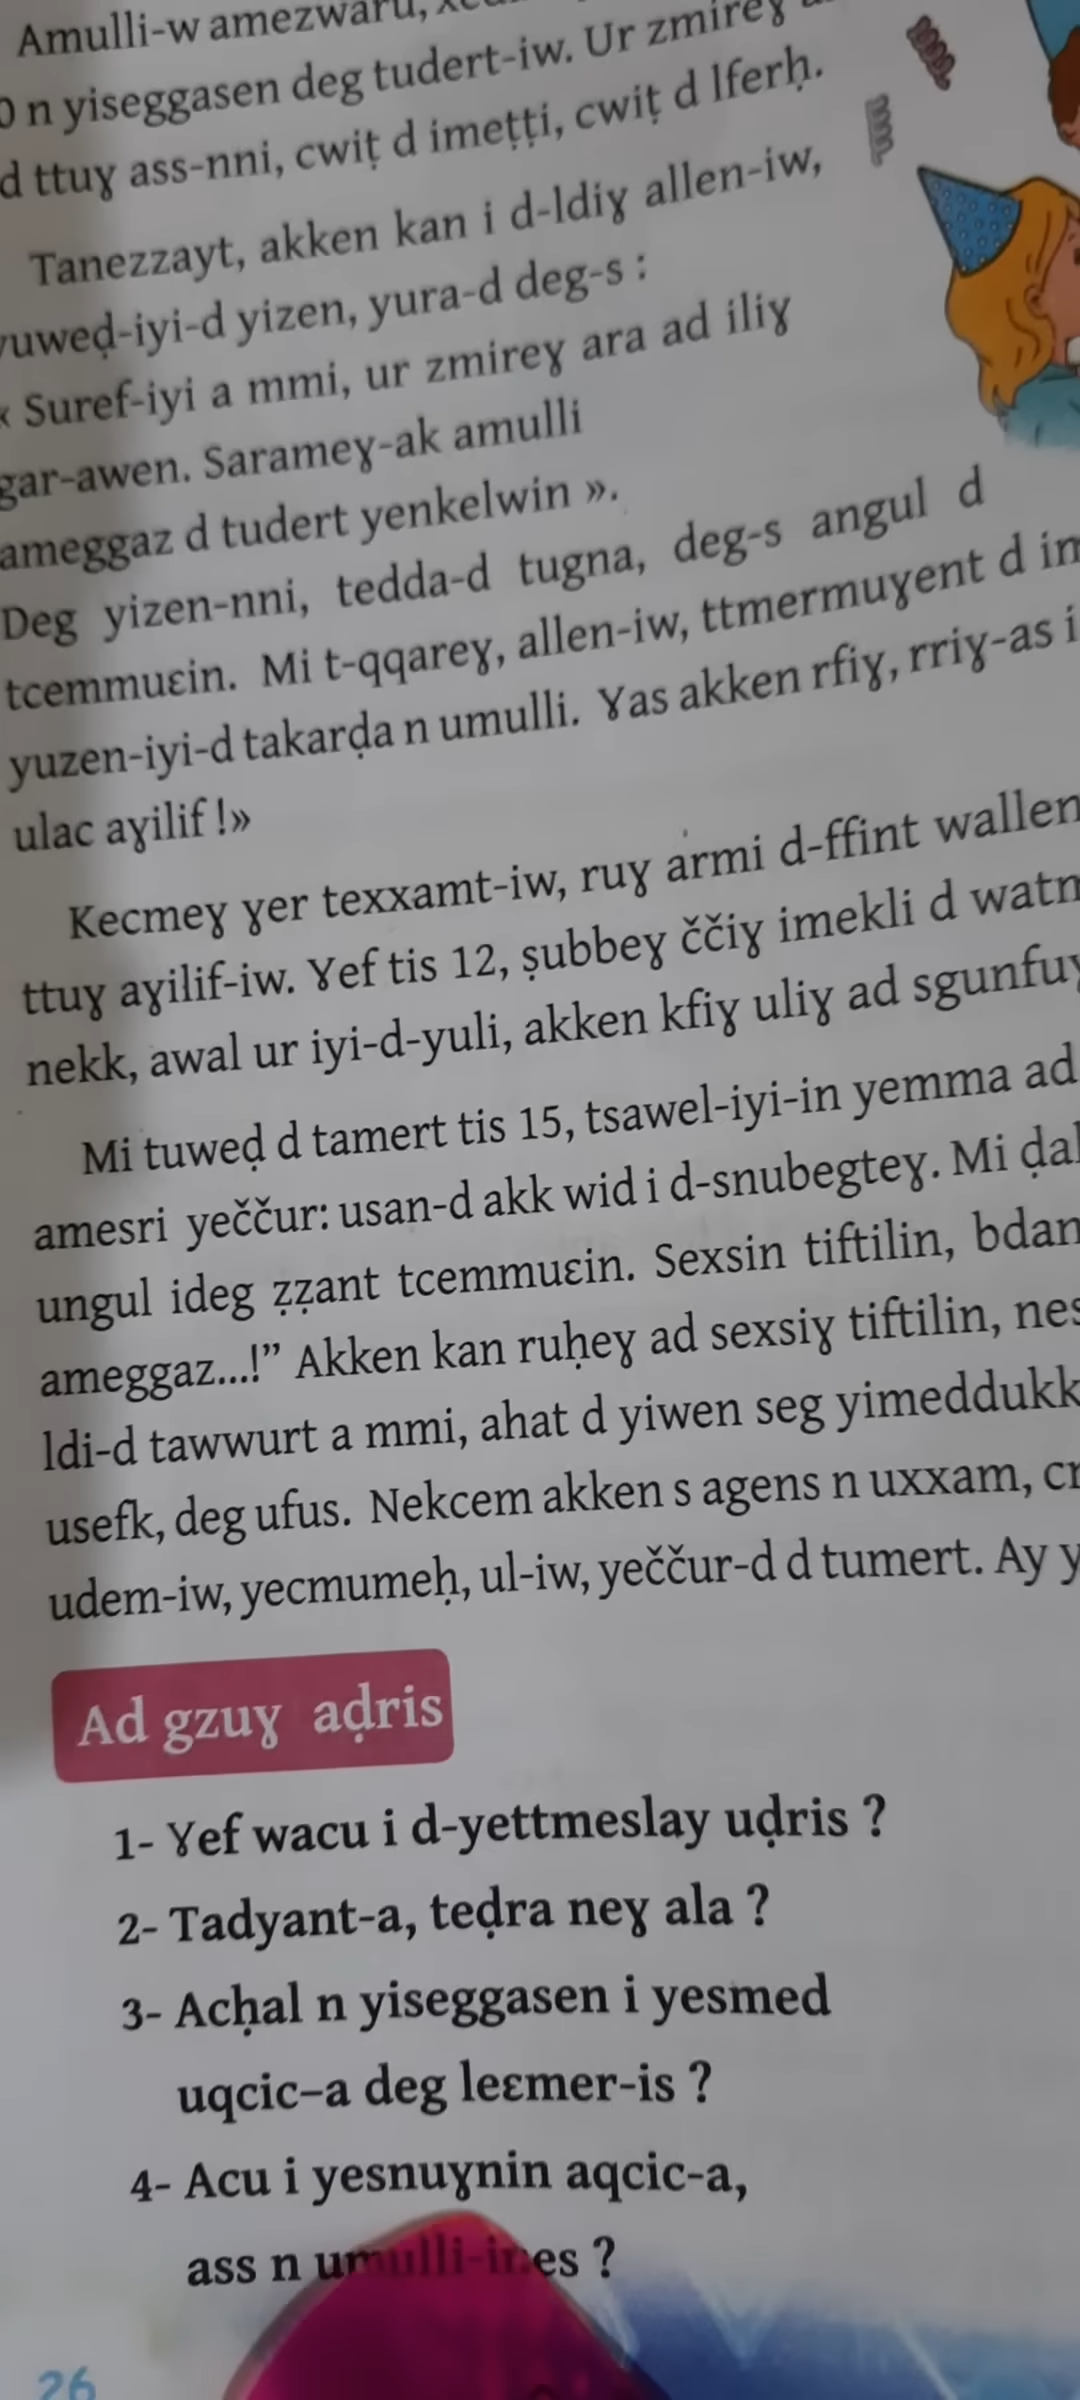 Amulli-w amezwaru,
n yiseggasen deg tudert-iw. Ur zmireɣ
d ttuɣ ass-nni, cwiṭ d imeṭṭi, cwiṭ d lferḥ.
Tanezzayt, akken kan i d-ldiɣ allen-iw,
yuweḍ-iyi-d yizen, yura-d deg-s :
« Suref-iyi a mmi, ur zmireɣ ara ad iliɣ
gar-awen. Sarameɣ-ak amulli
ameggaz d tudert yenkelwin ».
Deg yizen-nni, tedda-d tugna, deg-s angul d
tcemmuɛin. Mi t-qqareɣ, allen-iw, ttmermuɣent d
yuzen-iyi-d takarḍa n umulli. Ɣas akken rfiɣ, rriɣ-as
ulac aɣilif !»
Kecmeɣ ɣer texxamt-iw, ruɣ armi d-ffint wallen
ttuɣ aɣilif-iw. Ɣef tis 12, ṣubbeɣ ččiɣ imekli d
nekk, awal ur iyi-d-yuli, akken kfiɣ uliɣ ad sgunfuɣ
Mi tuweḍ d tamert tis 15, tsawel-iyi-in yemma ad
amesri yeččur: usan-d akk wid i d-snubegteɣ. Mi
ungul ideg ẓẓant tcemmuɛin. Sexsin tiftilin, bdan
ameggaz...!” Akken kan ruḥeɣ ad sexsiɣ tiftilin,
ldi-d tawwurt a mmi, ahat d yiwen seg yimeddukk
usefk, deg ufus. Nekcem akken s agens n uxxam,
udem-iw, yecmumeḥ, ul-iw, yeččur-d d tumert. Ay
Ad gzuɣ aḍris
1- Ɣef wacu i d-yettmeslay uḍris ?
2- Tadyant-a, teḍra neɣ ala ?
3- Acḥal n yiseggasen i yesmed
uqcic–a deg leɛmer-is ?
4- Acu i yesnuɣnin aqcic-a,
ass n umulli-ines ?
26